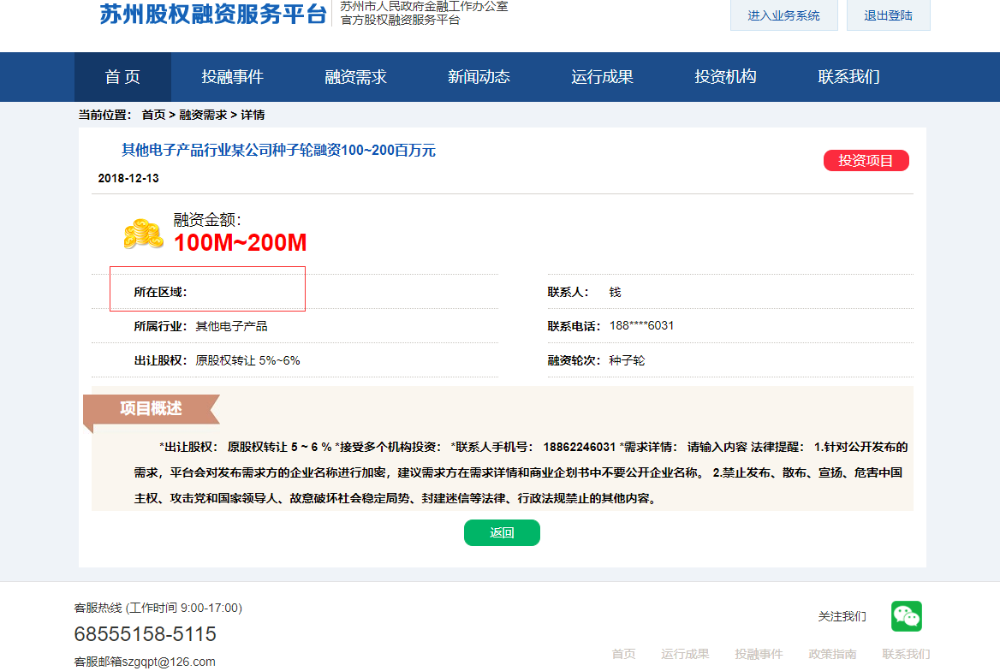 苏州股权融资服务平台
苏州市人民政府金融工作办公室
官方股权融资服务平台
进入业务系统
退出登陆
首 页
投融事件
融资需求
新闻动态
运行成果
投资机构
联系我们
当前位置： 首页 > 融资需求 > 详情
其他电子产品行业某公司种子轮融资100~200百万元
投资项目
2018-12-13
融资金额：
100M~200M
所在区域：
联系人： 钱
所属行业： 其他电子产品
联系电话： 188****6031
出让股权： 原股权转让 5%~6%
融资轮次： 种子轮
项目概述
*出让股权： 原股权转让 5 ~ 6 % *接受多个机构投资： *联系人手机号： 18862246031 *需求详情： 请输入内容 法律提醒： 1.针对公开发布的
需求，平台会对发布需求方的企业名称进行加密，建议需求方在需求详情和商业企划书中不要公开企业名称。 2.禁止发布、散布、宣扬、危害中国
主权、攻击党和国家领导人、故意破坏社会稳定局势、封建迷信等法律、行政法规禁止的其他内容。
返回
客服热线 (工作时间 9:00-17:00)
68555158-5115
客服邮箱szgqpt@126.com
关注我们
首页
运行成果
投融事件
政策指南
联系我们